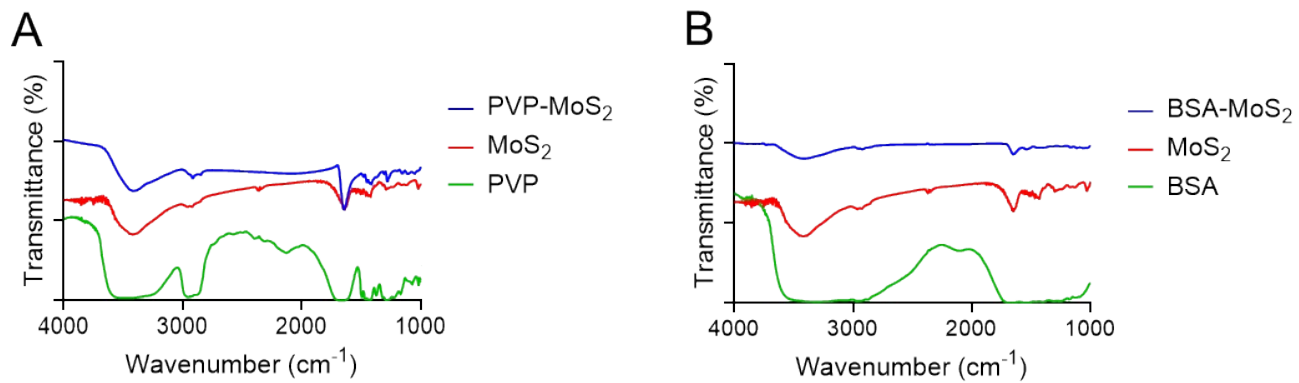 A
Transmittance (%)
4000 3000 2000 1000
Wavenumber (cm⁻¹)
PVP-MoS₂
MoS₂
PVP
B
Transmittance (%)
4000 3000 2000 1000
Wavenumber (cm⁻¹)
BSA-MoS₂
MoS₂
BSA